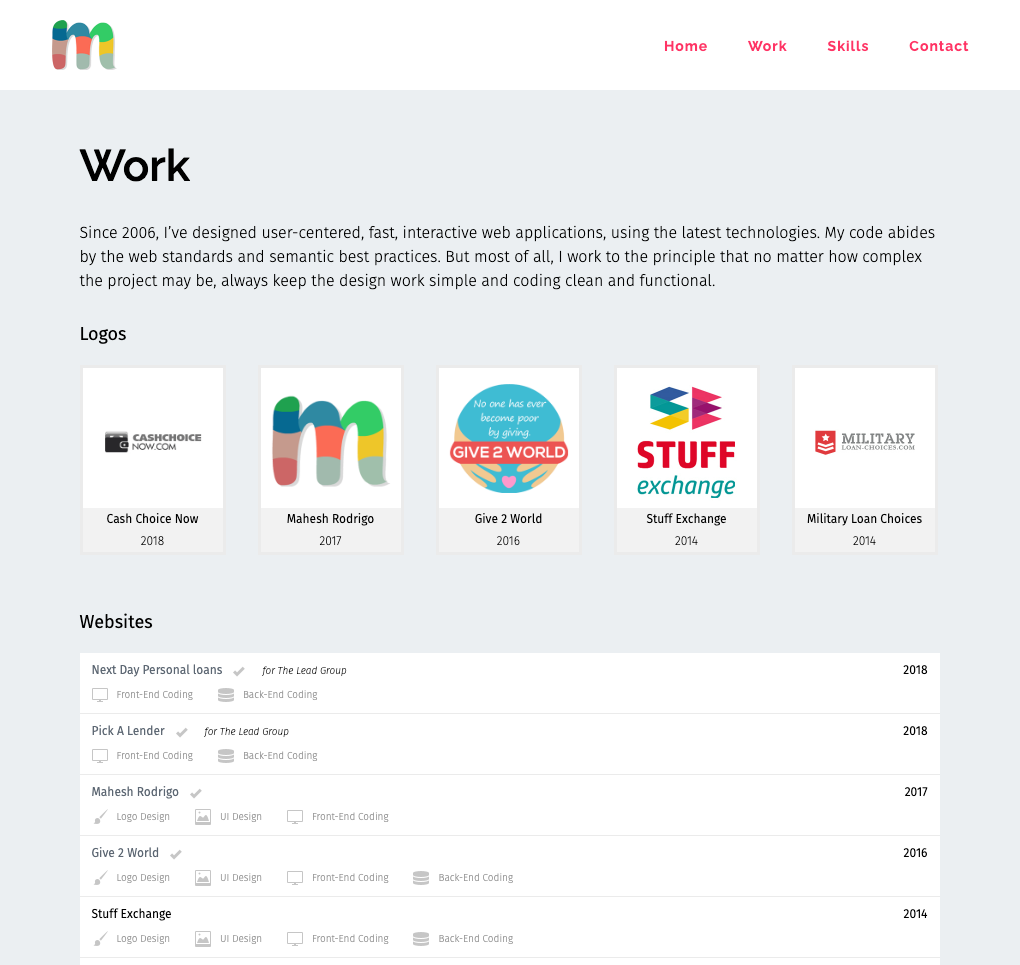 m
Home Work Skills Contact
Work
Since 2006, I've designed user-centered, fast, interactive web applications, using the latest technologies. My code abides
by the web standards and semantic best practices. But most of all, I work to the principle that no matter how complex
the project may be, always keep the design work simple and coding clean and functional.
Logos
CASHCHOICE
NOW.COM
Cash Choice Now
2018
m
Mahesh Rodrigo
2017
No one has ever
become poor
by giving.
GIVE 2 WORLD
Give 2 World
2016
STUFF
exchange
Stuff Exchange
2014
MILITARY
LOAN-CHOICES.COM
Military Loan Choices
2014
Websites
Next Day Personal loans for The Lead Group 2018
Front-End Coding Back-End Coding
Pick A Lender for The Lead Group 2018
Front-End Coding Back-End Coding
Mahesh Rodrigo 2017
Logo Design UI Design Front-End Coding
Give 2 World 2016
Logo Design UI Design Front-End Coding Back-End Coding
Stuff Exchange 2014
Logo Design UI Design Front-End Coding Back-End Coding